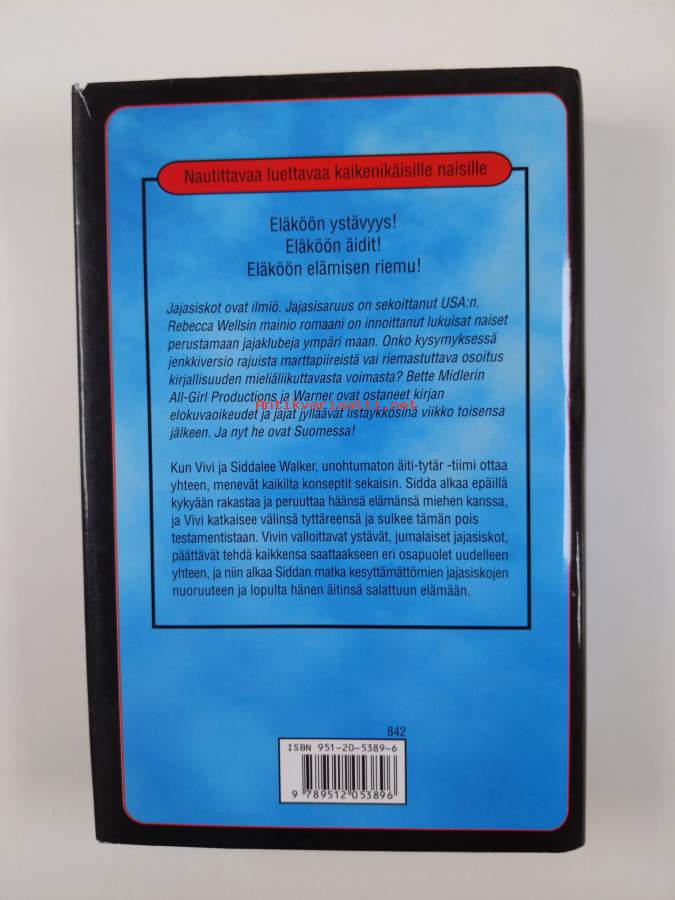 Nautittavaa luettavaa kaikenikäisille naisille
Eläköön ystävyys!
Eläköön äidit!
Eläköön elämisen riemu!
Jajasiskot ovat ilmiö. Jajasisaruus on sekoittanut USA:n.
Rebecca Wellsin mainio romaani on innoittanut lukuisat naiset
perustamaan jajaklubeja ympäri maan. Onko kysymyksessä
jenkkiversio rajuista marttapiireistä vai riemastuttava osoitus
kirjallisuuden mieliäliikuttavasta voimasta? Bette Midlerin
All-Girl Productions ja Warner ovat ostaneet kirjan
Antikvariaatti.net
elokuvaoikeudet ja jajat jylläävät listaykkösinä viikko toisensa
jälkeen. Ja nyt he ovat Suomessa!
Kun Vivi ja Siddalee Walker, unohtumaton äiti-tytär -tiimi ottaa
yhteen, menevät kaikilta konseptit sekaisin. Sidda alkaa epäillä
kykyään rakastaa ja peruuttaa häänsä elämänsä miehen kanssa,
ja Vivi katkaisee välinsä tyttäreensä ja sulkee tämän pois
testamentistaan. Vivin valloittavat ystävät, jumalaiset jajasiskot,
päättävät tehdä kaikkensa saattaakseen eri osapuolet uudelleen
yhteen, ja niin alkaa Siddan matka kesyttämättömien jajasiskojen
nuoruuteen ja lopulta hänen äitinsä salattuun elämään.
842
ISBN 951-20-5389-6
9 789512 053896